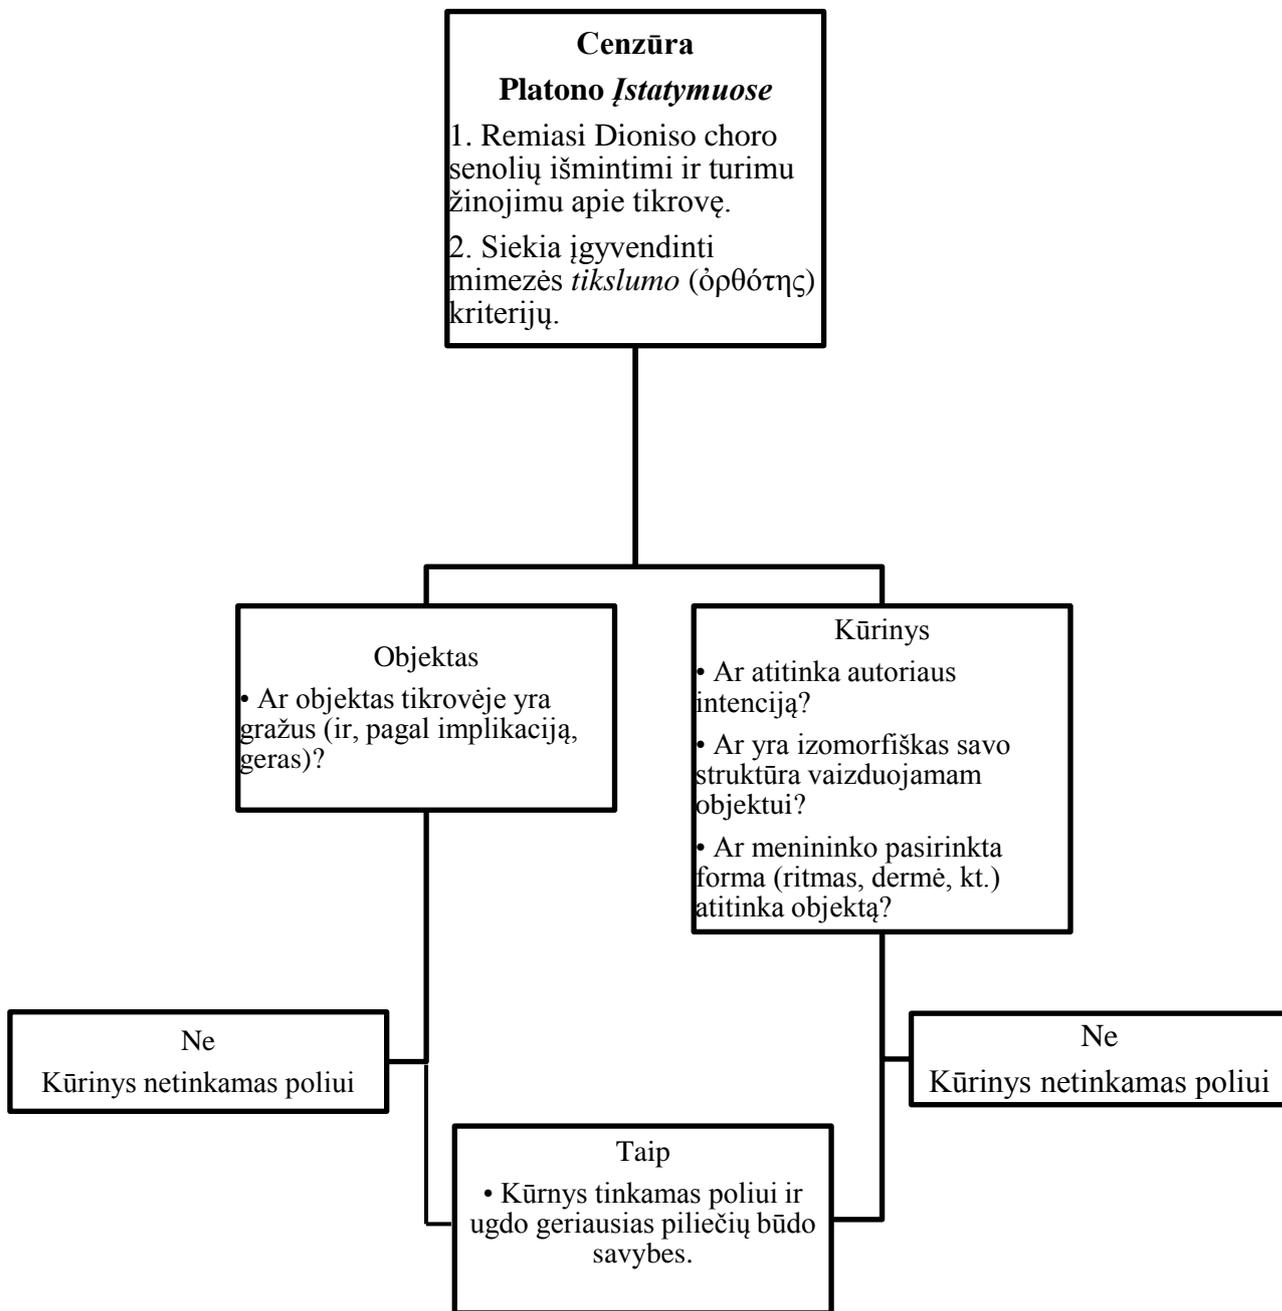 Cenzūra
Platono Įstatymuose
1. Remiasi Dioniso choro
senolių išmintimi ir turimu
žinojimu apie tikrovę.
2. Siekia įgyvendinti
mimezės tikslumo (ὀρθότης)
kriterijų.
Objektas
• Ar objektas tikrovėje yra
gražus (ir, pagal implikaciją,
geras)?
Kūrinys
• Ar atitinka autoriaus
intenciją?
• Ar yra izomorfiškas savo
struktūra vaizduojamam
objektui?
• Ar menininko pasirinkta
forma (ritmas, dermė, kt.)
atitinka objektą?
Ne
Kūrinys netinkamas poliui
Ne
Kūrinys netinkamas poliui
Taip
• Kūrnys tinkamas poliui ir
ugdo geriausias piliečių būdo
savybes.